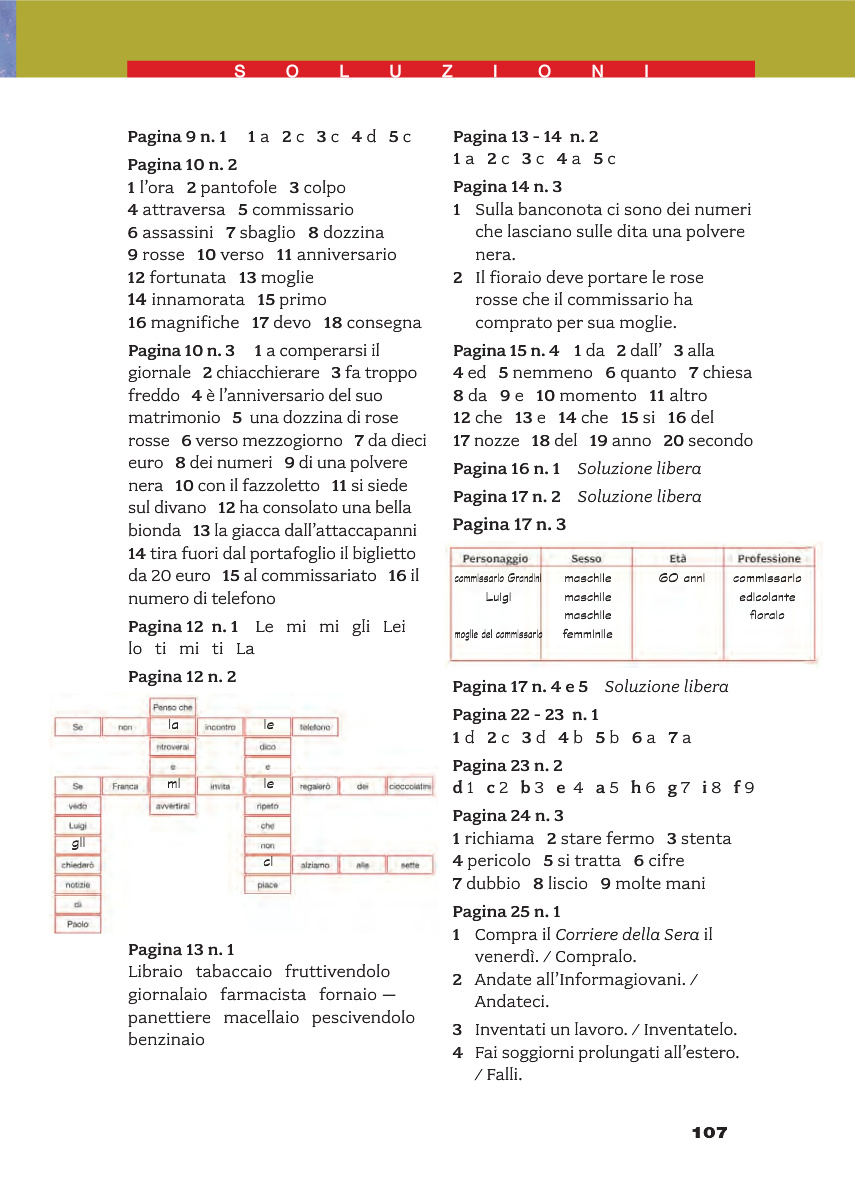 SOLUZIONI
Pagina 9 n. 1 1 a 2 c 3 c 4 d 5 c
Pagina 10 n. 2
1 l’ora 2 pantofole 3 colpo
4 attraversa 5 commissario
6 assassini 7 sbaglio 8 dozzina
9 rosse 10 verso 11 anniversario
12 fortunata 13 moglie
14 innamorata 15 primo
16 magnifiche 17 devo 18 consegna
Pagina 10 n. 3 1 a comperarsi il
giornale 2 chiacchierare 3 fa troppo
freddo 4 è l’anniversario del suo
matrimonio 5 una dozzina di rose
rosse 6 verso mezzogiorno 7 da dieci
euro 8 dei numeri 9 di una polvere
nera 10 con il fazzoletto 11 si siede
sul divano 12 ha consolato una bella
bionda 13 la giacca dall’attaccapanni
14 tira fuori dal portafoglio il biglietto
da 20 euro 15 al commissariato 16 il
numero di telefono
Pagina 12 n. 1 Le mi mi gli Lei
lo ti mi ti La
Pagina 12 n. 2
Penso che
Se non la incontro le telefono
ritroverai dico
e e
Se Franca mi invita le regalerò dei cioccolatini
vedo avvertirai ripeto
Luigi che
gli non
chiederò ci alziamo alle sette
notizie piace
di
Paolo
Pagina 13 n. 1
Libraio tabaccaio fruttivendolo
giornalaio farmacista fornaio —
panettiere macellaio pescivendolo
benzinaio
Pagina 13 - 14 n. 2
1 a 2 c 3 c 4 a 5 c
Pagina 14 n. 3
1 Sulla banconota ci sono dei numeri
che lasciano sulle dita una polvere
nera.
2 Il fioraio deve portare le rose
rosse che il commissario ha
comprato per sua moglie.
Pagina 15 n. 4 1 da 2 dall’ 3 alla
4 ed 5 nemmeno 6 quanto 7 chiesa
8 da 9 e 10 momento 11 altro
12 che 13 e 14 che 15 si 16 del
17 nozze 18 del 19 anno 20 secondo
Pagina 16 n. 1 Soluzione libera
Pagina 17 n. 2 Soluzione libera
Pagina 17 n. 3
Personaggio Sesso Età Professione
commissario Grandini maschile 60 anni commissario
Luigi maschile edicolante
maschile fioraio
moglie del commissario femminile
Pagina 17 n. 4 e 5 Soluzione libera
Pagina 22 - 23 n. 1
1 d 2 c 3 d 4 b 5 b 6 a 7 a
Pagina 23 n. 2
d 1 c 2 b 3 e 4 a 5 h 6 g 7 i 8 f 9
Pagina 24 n. 3
1 richiama 2 stare fermo 3 stenta
4 pericolo 5 si tratta 6 cifre
7 dubbio 8 liscio 9 molte mani
Pagina 25 n. 1
1 Compra il Corriere della Sera il
venerdì. / Compralo.
2 Andate all’Informagiovani. /
Andateci.
3 Inventati un lavoro. / Inventatelo.
4 Fai soggiorni prolungati all’estero.
/ Falli.
107